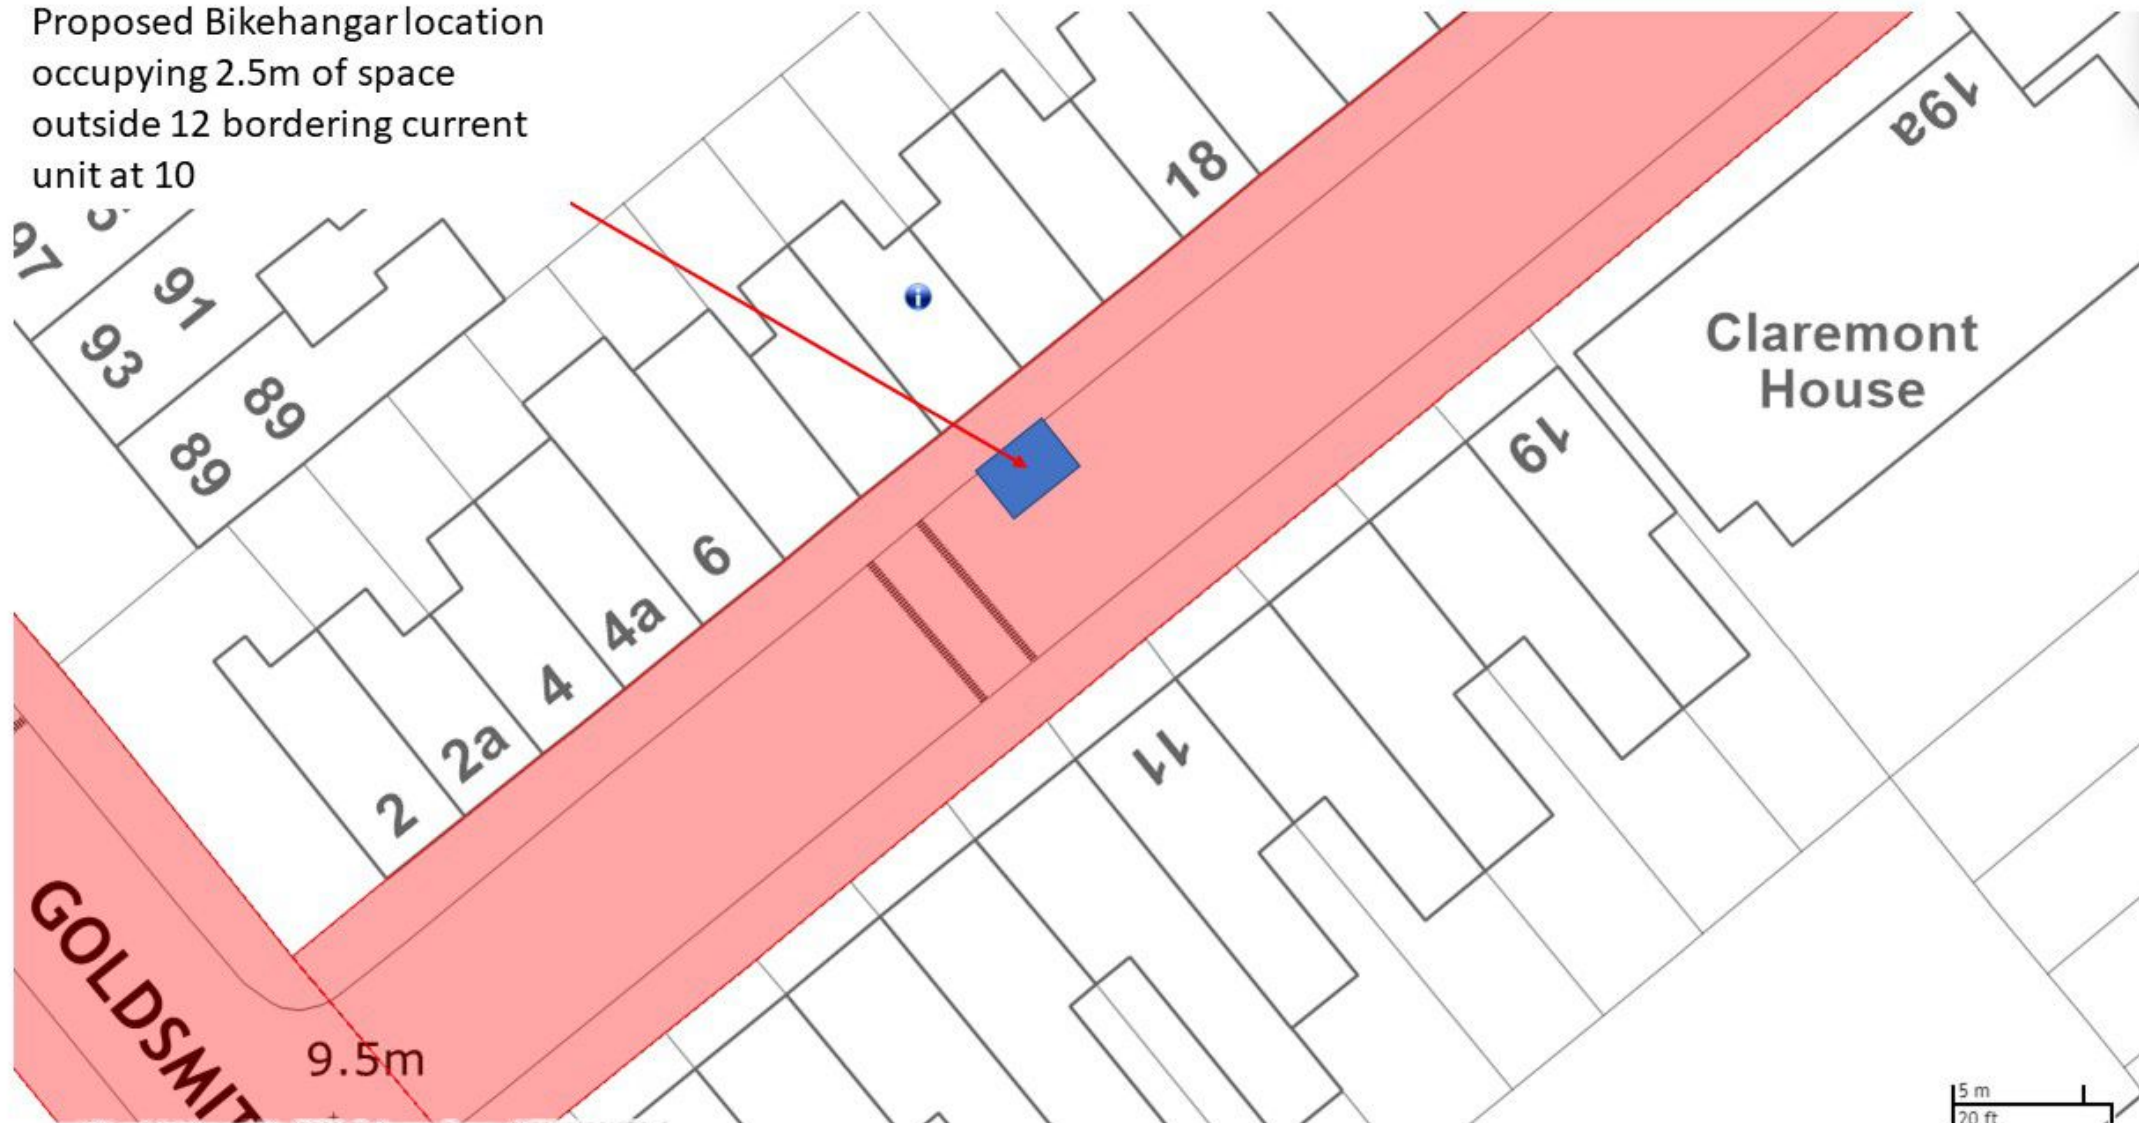 Proposed Bikehangar location
occupying 2.5m of space
outside 12 bordering current
unit at 10
19a
18
97
91
93
89
89
Claremont
House
19
6
4a
4
2a
2
11
GOLDSMIT
9.5m
5 m
20 ft